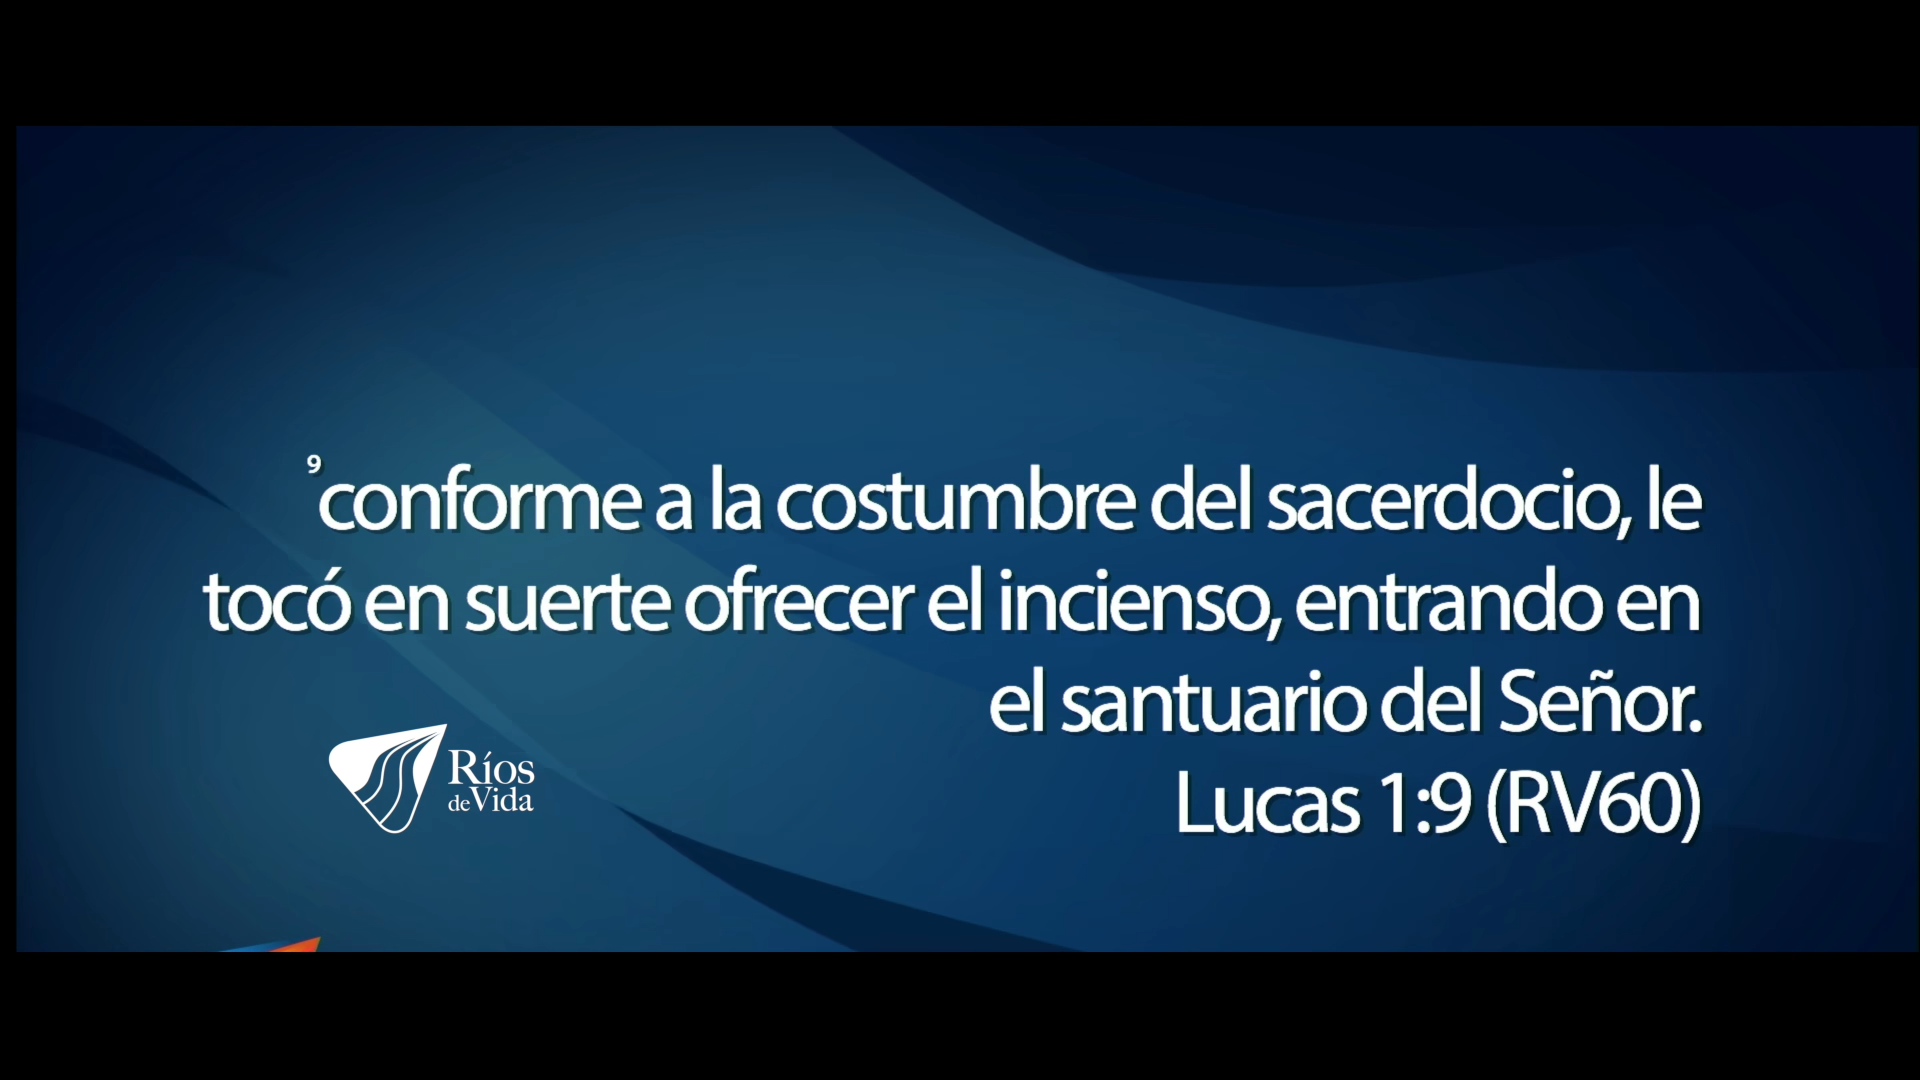 9 conforme a la costumbre del sacerdocio, le
tocó en suerte ofrecer el incienso, entrando en
el santuario del Señor.
Lucas 1:9 (RV60)
Ríos
de Vida